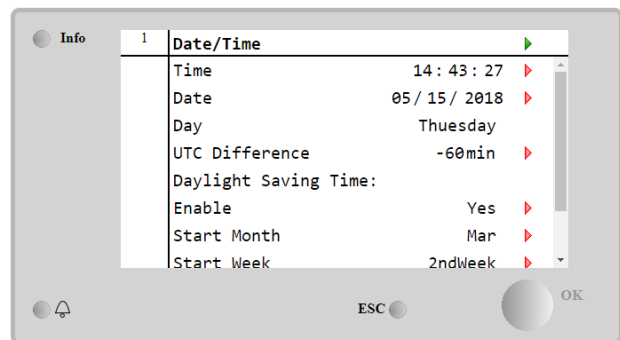 Info
1 Date/Time
Time 14:43:27
Date 05/15/2018
Day Thuesday
UTC Difference -60min
Daylight Saving Time:
Enable Yes
Start Month Mar
Start Week 2ndWeek
ESC OK